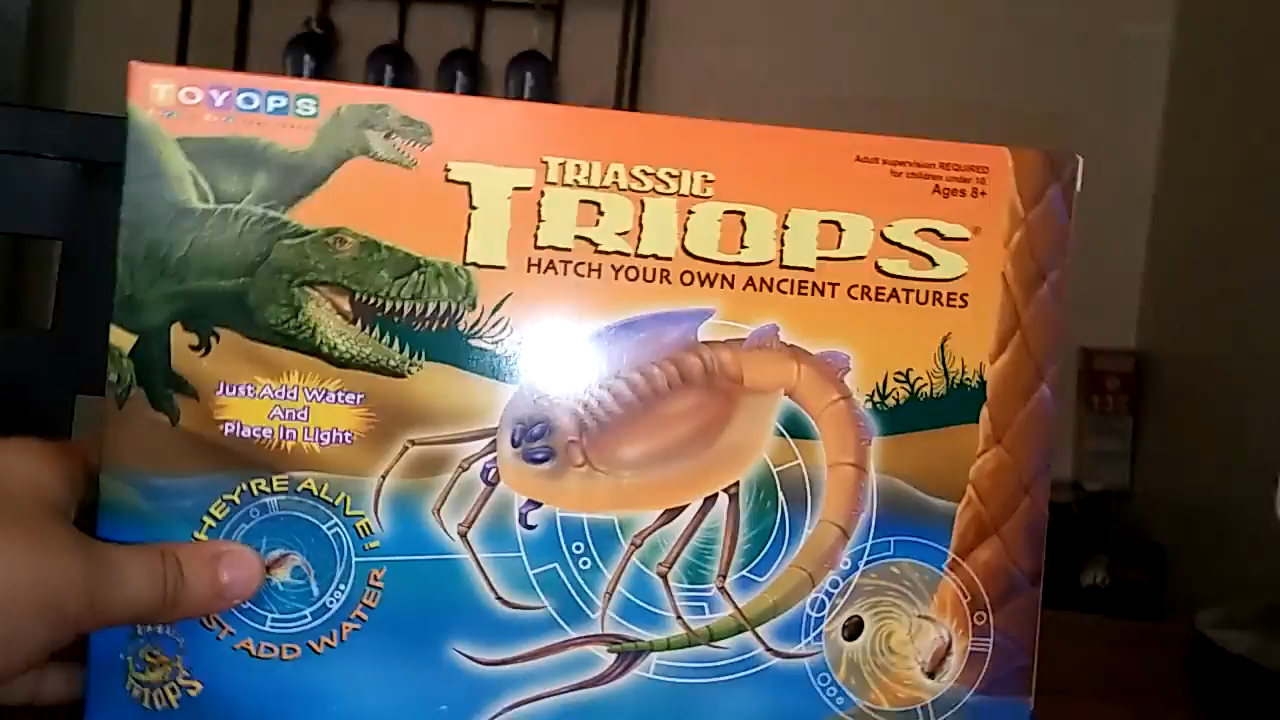 TOYOPS
Adult supervision REQUIRED
for children under 18.
Ages 8+
TRIASSIC
TRIOPS®
HATCH YOUR OWN ANCIENT CREATURES
Just Add Water
And
Place In Light
HEY'RE ALIVE!
ST ADD WATER
TRIOPS